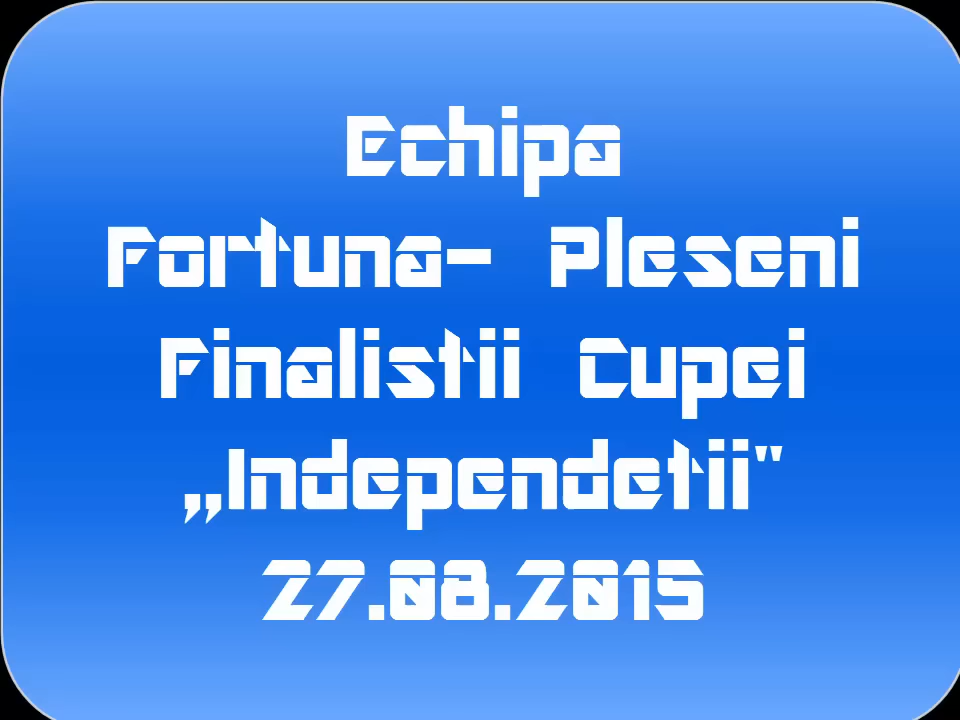 Echipa
Fortuna- Pleseni
Finalistii Cupei
„Independetii"
27.08.2015